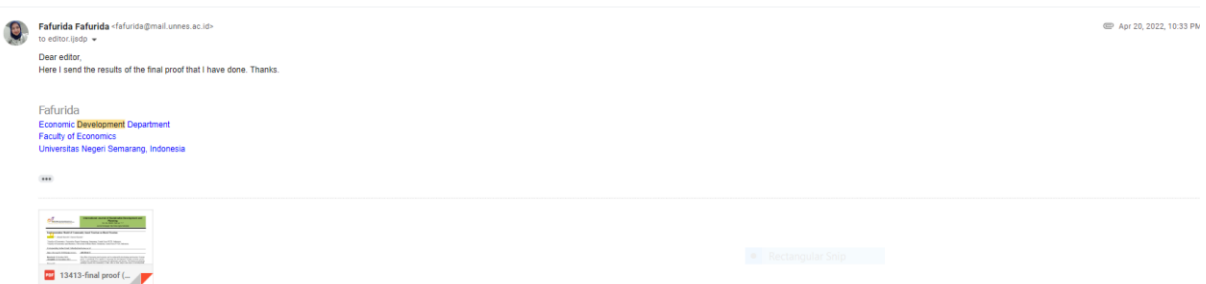 Fafurida Fafurida <fafurida@mail.unnes.ac.id>
Apr 20, 2022, 10:33 PM
to editor.ijsdp
Dear editor,
Here I send the results of the final proof that I have done. Thanks.
Fafurida
Economic Development Department
Faculty of Economics
Universitas Negeri Semarang, Indonesia
PDF 13413-final proof (...
Rectangular Snip